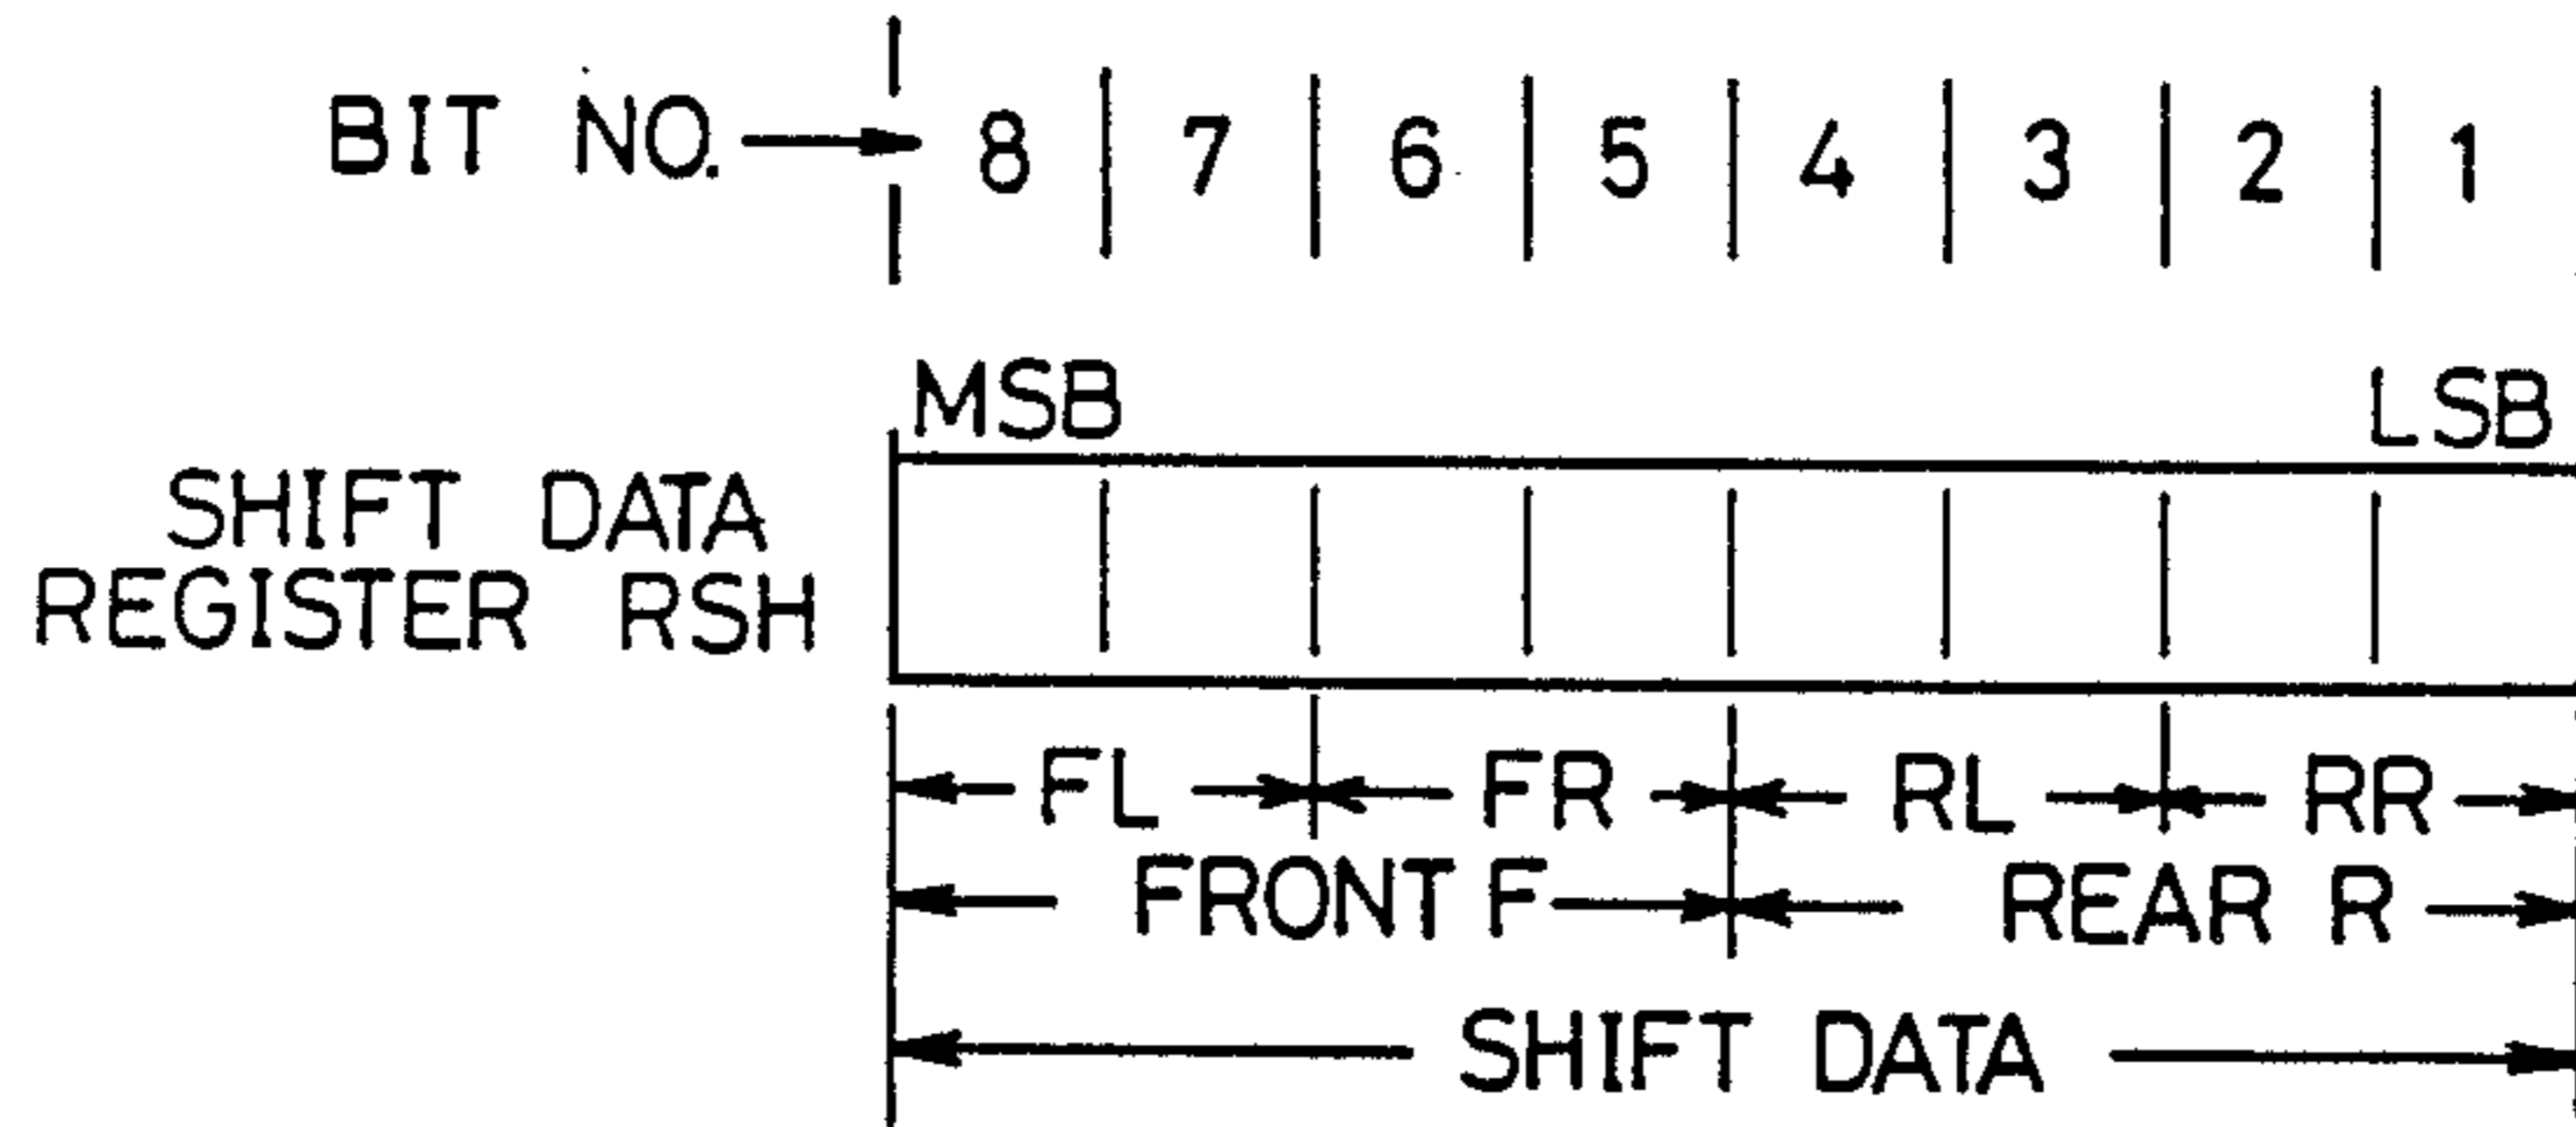 BIT NO. 8 7 6 5 4 3 2 1
MSB LSB
SHIFT DATA
REGISTER RSH
FL FR RL RR
FRONT F REAR R
SHIFT DATA